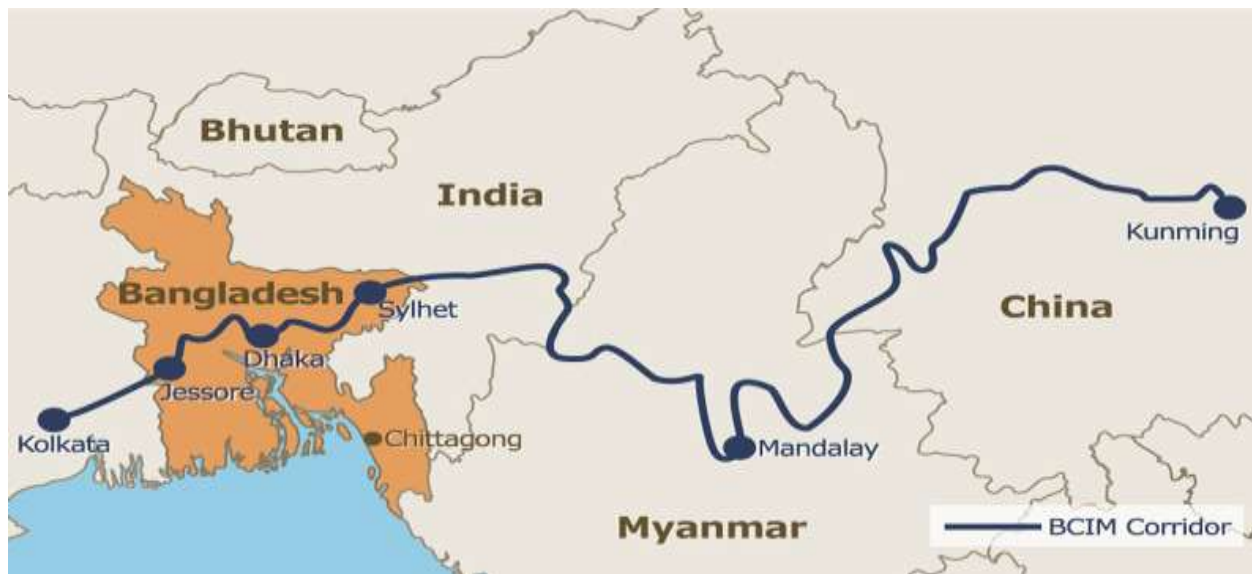 Bhutan
India
Kunming
Bangladesh
Sylhet
China
Dhaka
Jessore
Kolkata
Chittagong
Mandalay
Myanmar
BCIM Corridor